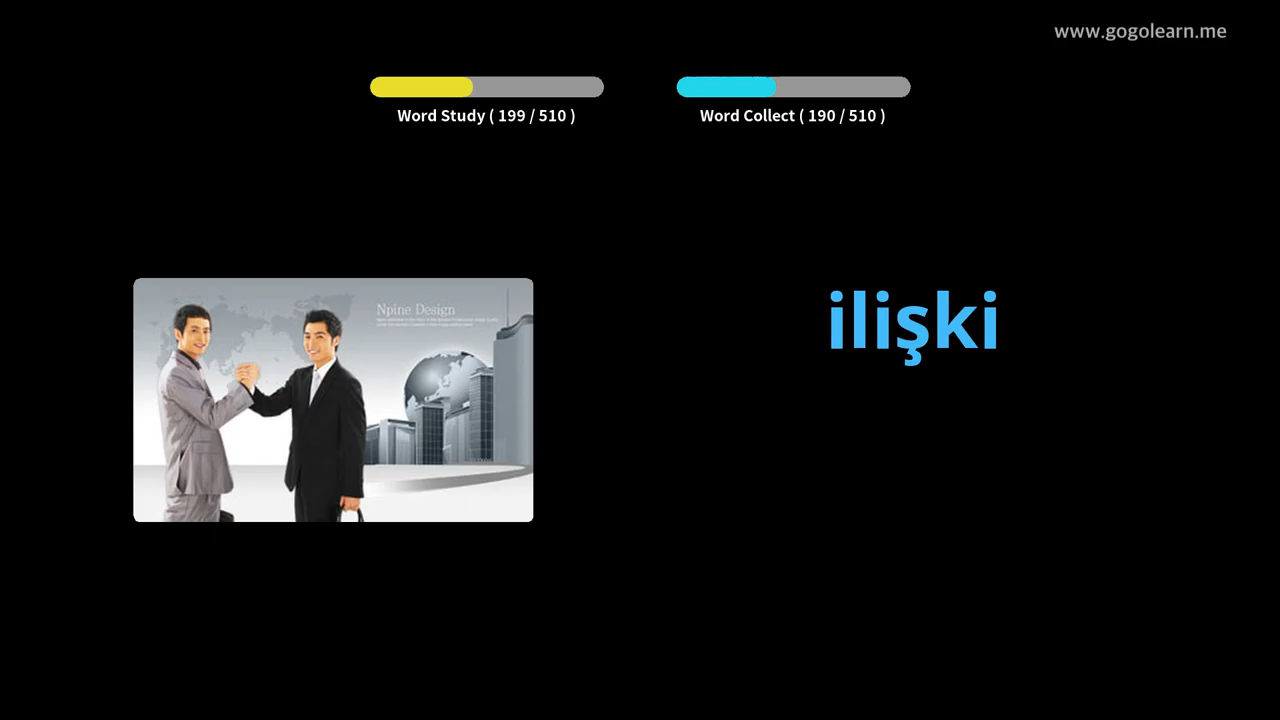 www.gogolearn.me
Word Study ( 199 / 510 )
Word Collect ( 190 / 510 )
Npine Design
ilişki